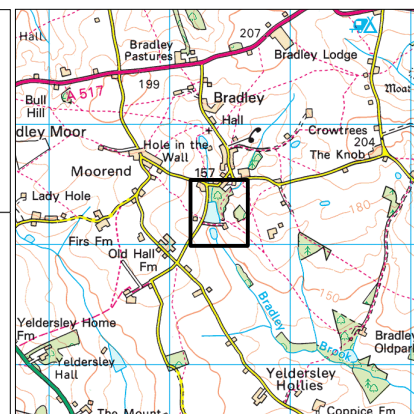 Hall
207
Bradley
Pastures
Bradley Lodge
199
A 517
Bull
Hill
Bradley
Moat
Hall
dley Moor
Crowtrees
204
Hole in the
Wall
The Knob
Moorend
157
Lady Hole
180
Firs Fm
Old Hall
Fm
150
Bradley
Brook
Yeldersley Home
Fm
Bradley
Oldpar
Yeldersley
Hall
Yeldersley
Hollies
The Mount
Coppice Fm